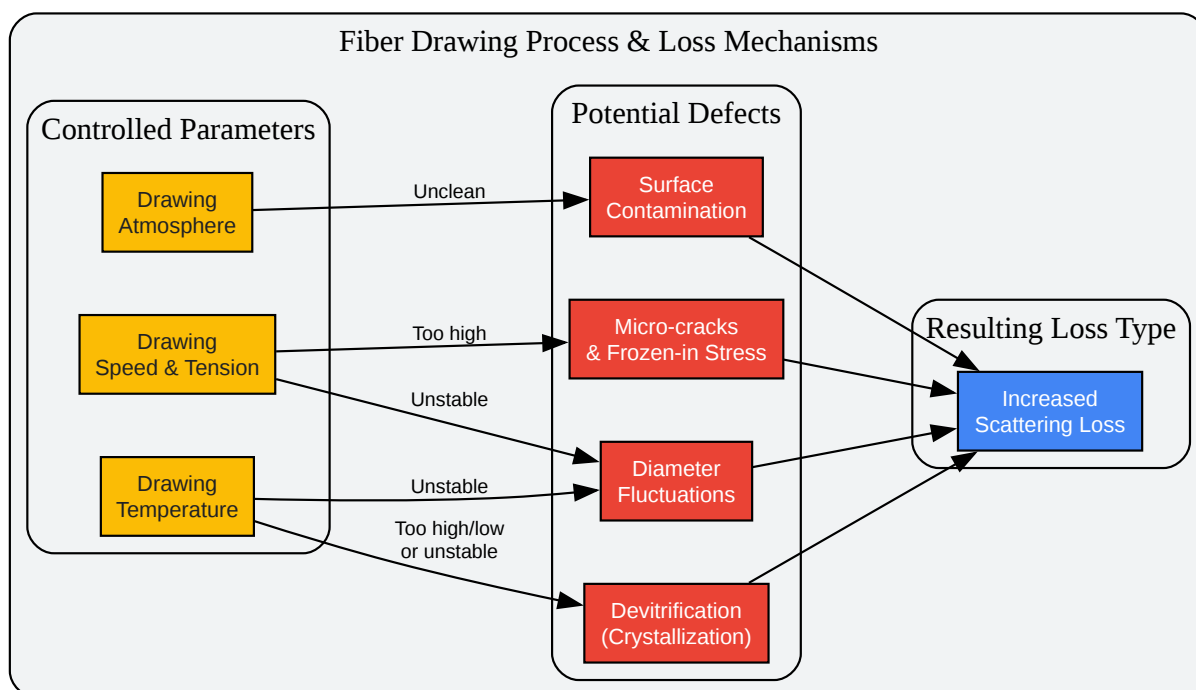 Fiber Drawing Process & Loss Mechanisms
Controlled Parameters
Potential Defects
Resulting Loss Type
Drawing
Atmosphere
Unclean
Surface
Contamination
Drawing
Speed & Tension
Too high
Micro-cracks
& Frozen-in Stress
Unstable
Increased
Scattering Loss
Drawing
Temperature
Unstable
Diameter
Fluctuations
Too high/low
or unstable
Devitrification
(Crystallization)